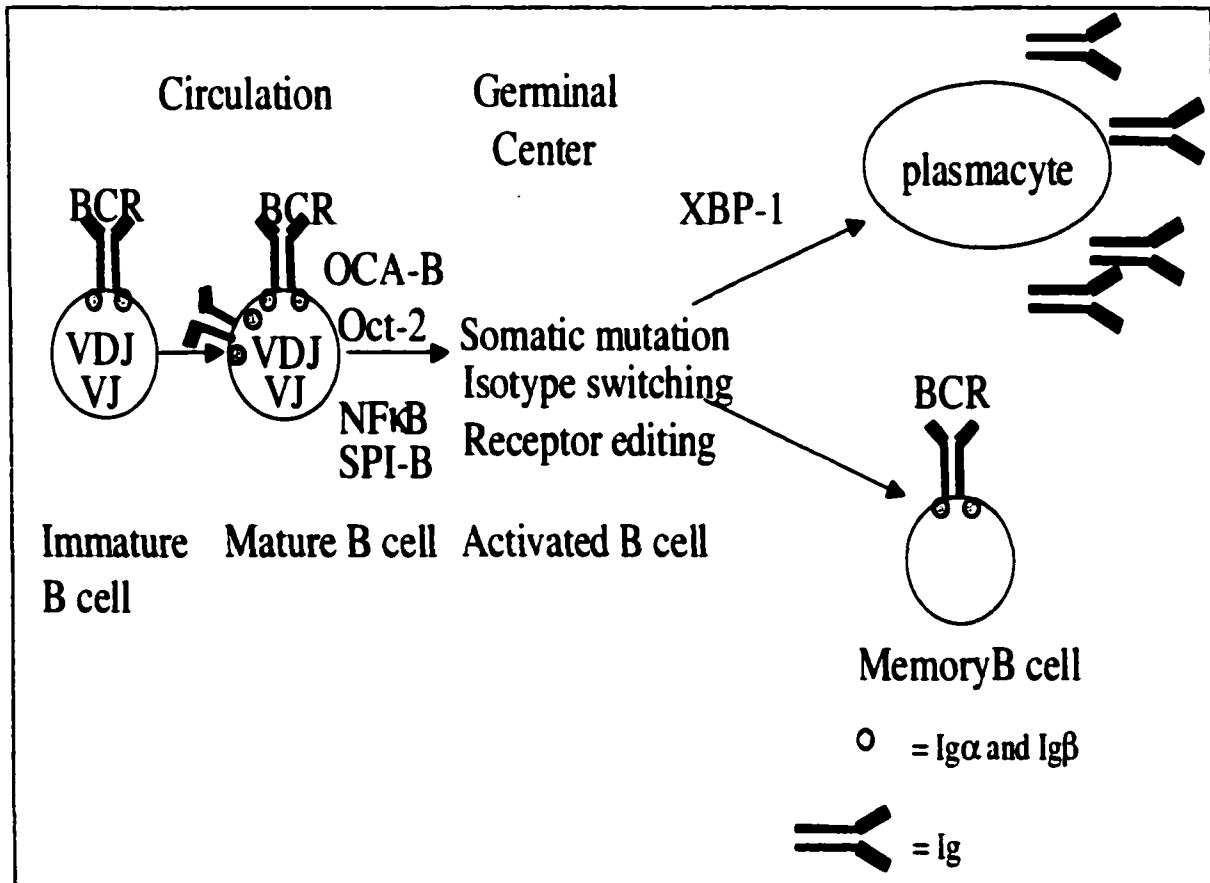 Circulation
Germinal
Center
BCR
BCR
VDJ
VJ
VDJ
VJ
OCA-B
Oct-2
NFκB
SPI-B
Somatic mutation
Isotype switching
Receptor editing
XBP-1
plasmacyte
BCR
Immature
B cell
Mature B cell
Activated B cell
MemoryB cell
= Igα and Igβ
= Ig